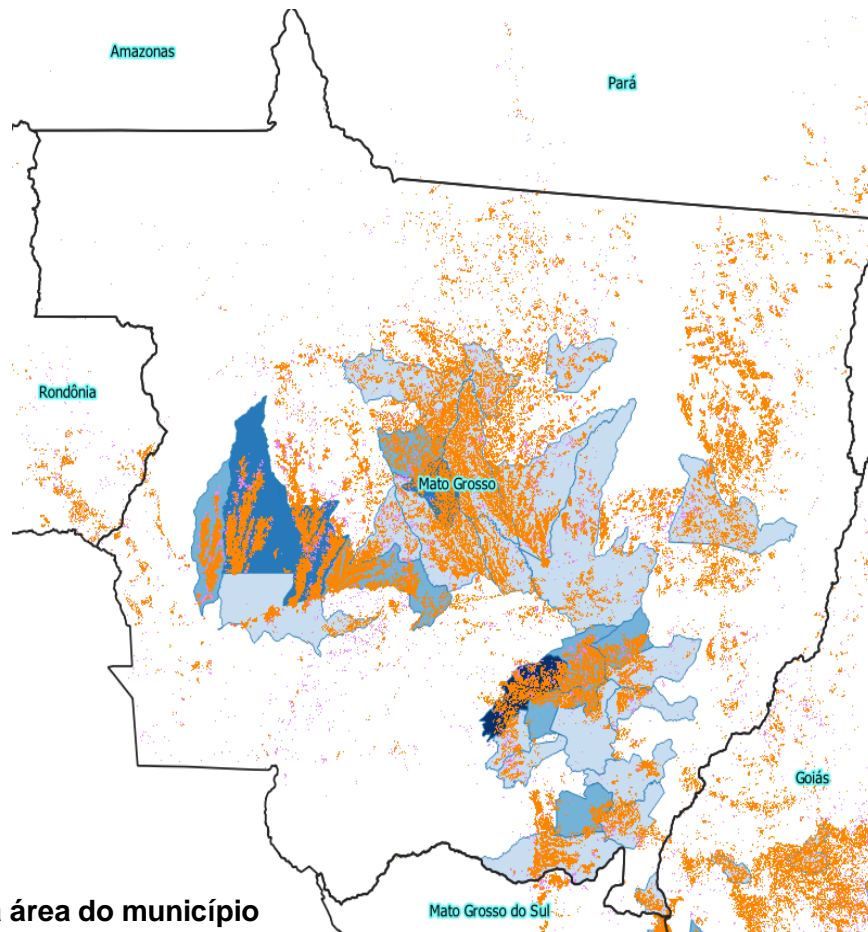 Amazonas
Pará
Rondônia
Mato Grosso
Goiás
área do município
Mato Grosso do Sul